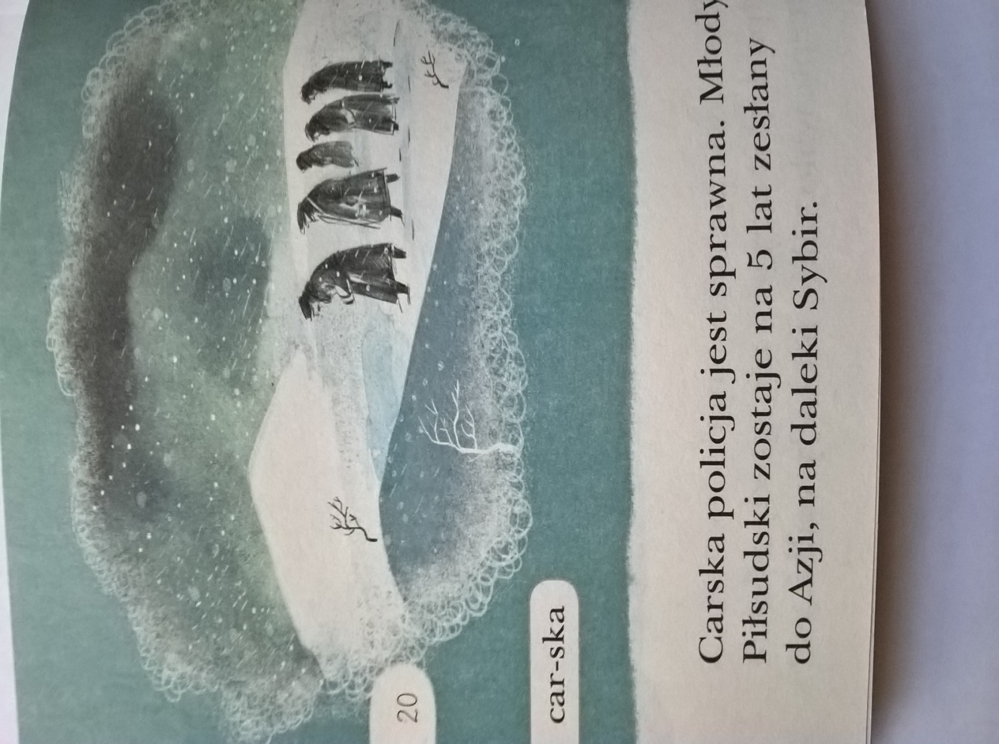 20
car-ska
Carska policja jest sprawna. Młody
Piłsudski zostaje na 5 lat zesłany
do Azji, na daleki Sybir.